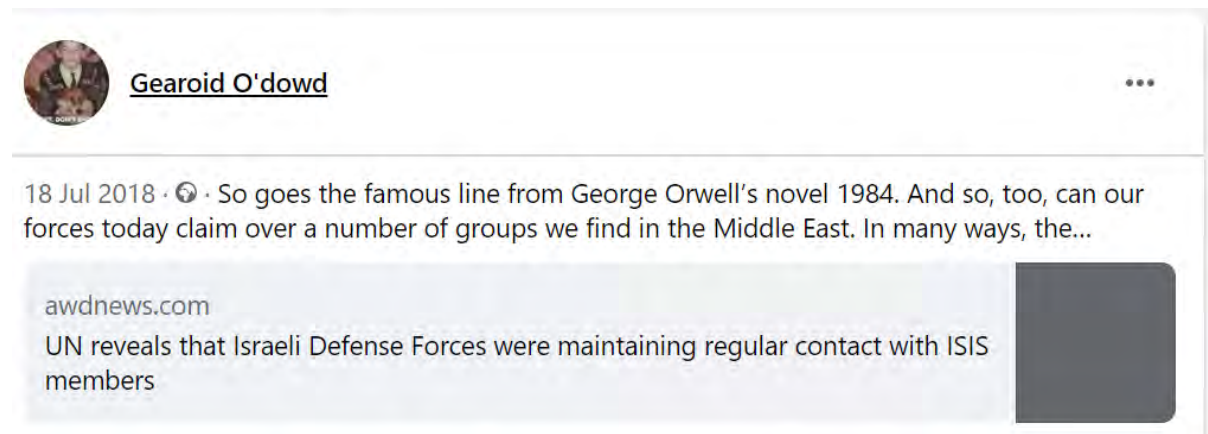 Gearoid O'dowd
18 Jul 2018 · · So goes the famous line from George Orwell's novel 1984. And so, too, can our
forces today claim over a number of groups we find in the Middle East. In many ways, the...
awdnews.com
UN reveals that Israeli Defense Forces were maintaining regular contact with ISIS
members